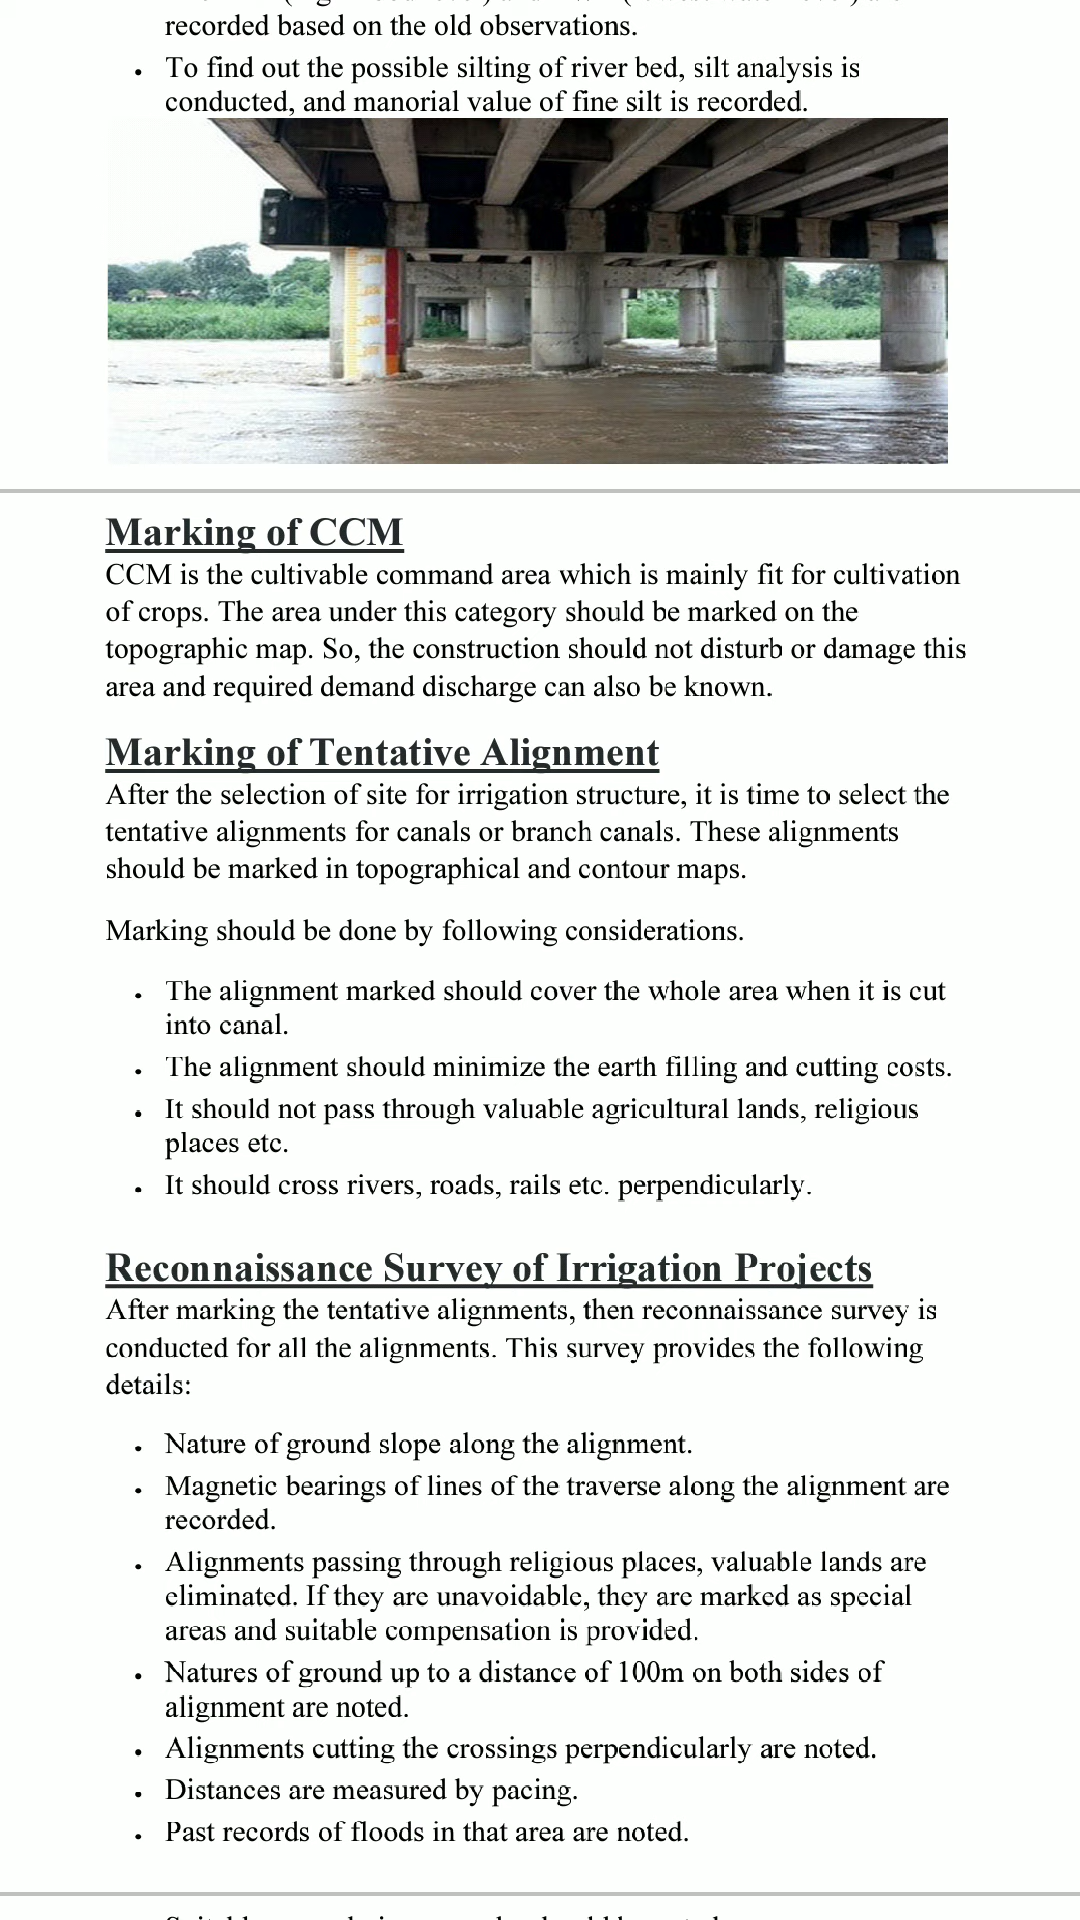 recorded based on the old observations.
• To find out the possible silting of river bed, silt analysis is
conducted, and manorial value of fine silt is recorded.
Marking of CCM
CCM is the cultivable command area which is mainly fit for cultivation
of crops. The area under this category should be marked on the
topographic map. So, the construction should not disturb or damage this
area and required demand discharge can also be known.
Marking of Tentative Alignment
After the selection of site for irrigation structure, it is time to select the
tentative alignments for canals or branch canals. These alignments
should be marked in topographical and contour maps.
Marking should be done by following considerations.
• The alignment marked should cover the whole area when it is cut
into canal.
• The alignment should minimize the earth filling and cutting costs.
• It should not pass through valuable agricultural lands, religious
places etc.
• It should cross rivers, roads, rails etc. perpendicularly.
Reconnaissance Survey of Irrigation Projects
After marking the tentative alignments, then reconnaissance survey is
conducted for all the alignments. This survey provides the following
details:
• Nature of ground slope along the alignment.
• Magnetic bearings of lines of the traverse along the alignment are
recorded.
• Alignments passing through religious places, valuable lands are
eliminated. If they are unavoidable, they are marked as special
areas and suitable compensation is provided.
• Natures of ground up to a distance of 100m on both sides of
alignment are noted.
• Alignments cutting the crossings perpendicularly are noted.
• Distances are measured by pacing.
• Past records of floods in that area are noted.